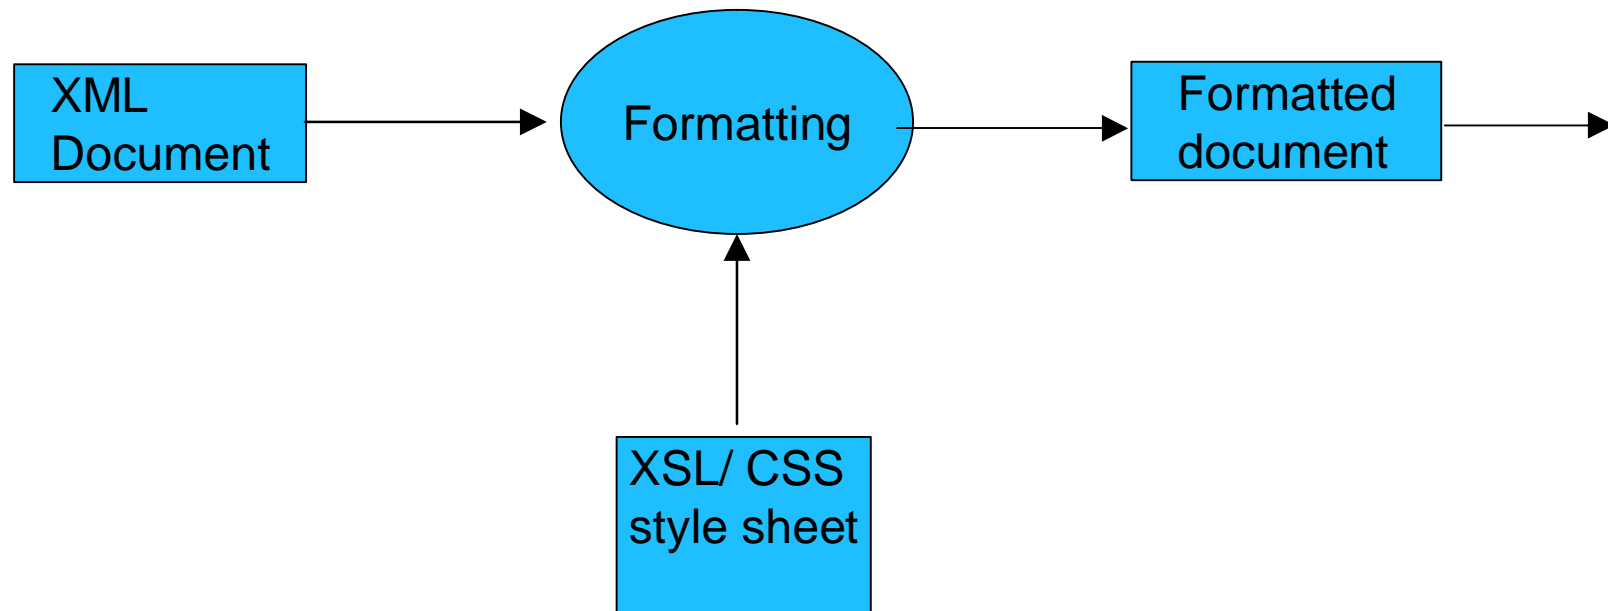 XML
Document
Formatting
Formatted
document
XSL/ CSS
style sheet